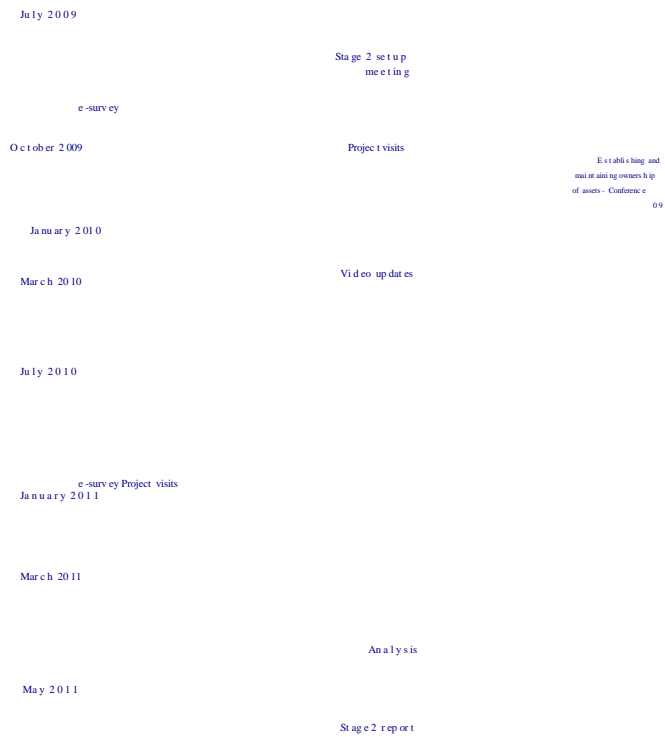 July 2009
Stage 2 setup
meeting
e-survey
October 2009
Project visits
Establishing and
maintaining ownership
of assets - Conference
09
January 2010
Video updates
March 2010
July 2010
e-survey Project visits
January 2011
March 2011
Analysis
May 2011
Stage 2 report